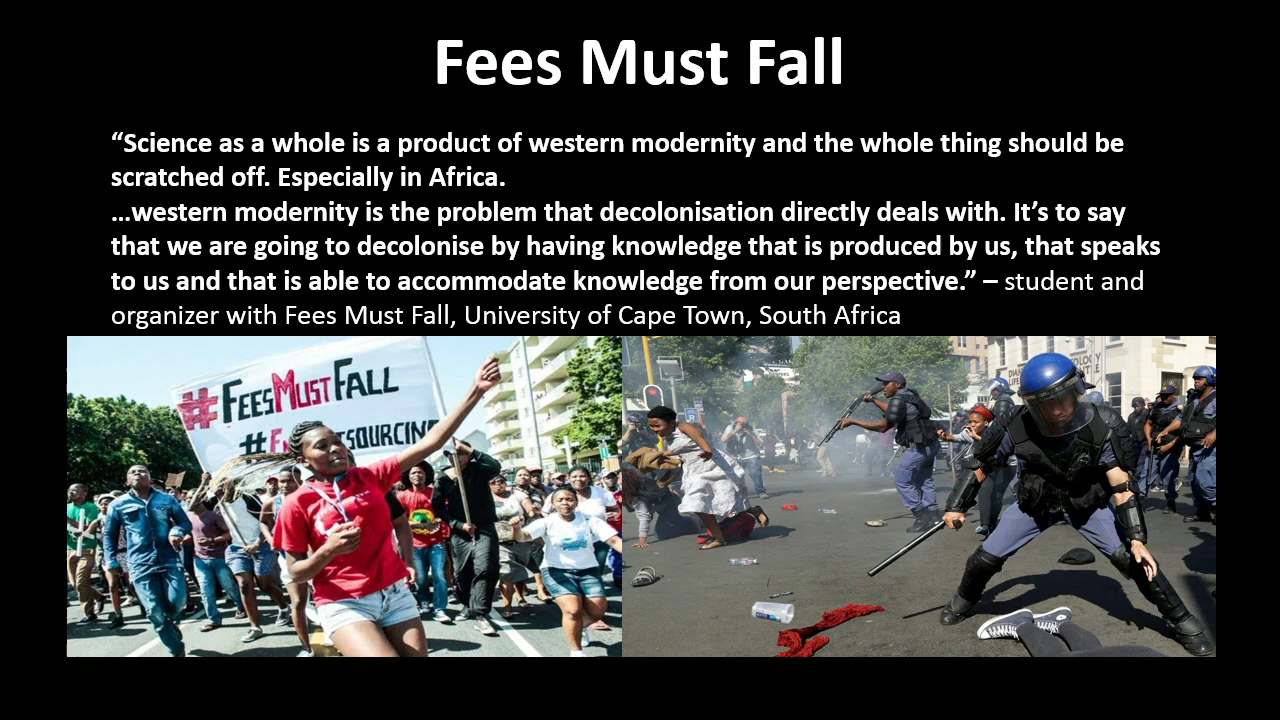 Fees Must Fall
“Science as a whole is a product of western modernity and the whole thing should be
scratched off. Especially in Africa.
…western modernity is the problem that decolonisation directly deals with. It’s to say
that we are going to decolonise by having knowledge that is produced by us, that speaks
to us and that is able to accommodate knowledge from our perspective.” – student and
organizer with Fees Must Fall, University of Cape Town, South Africa
#FEESMUSTFALL